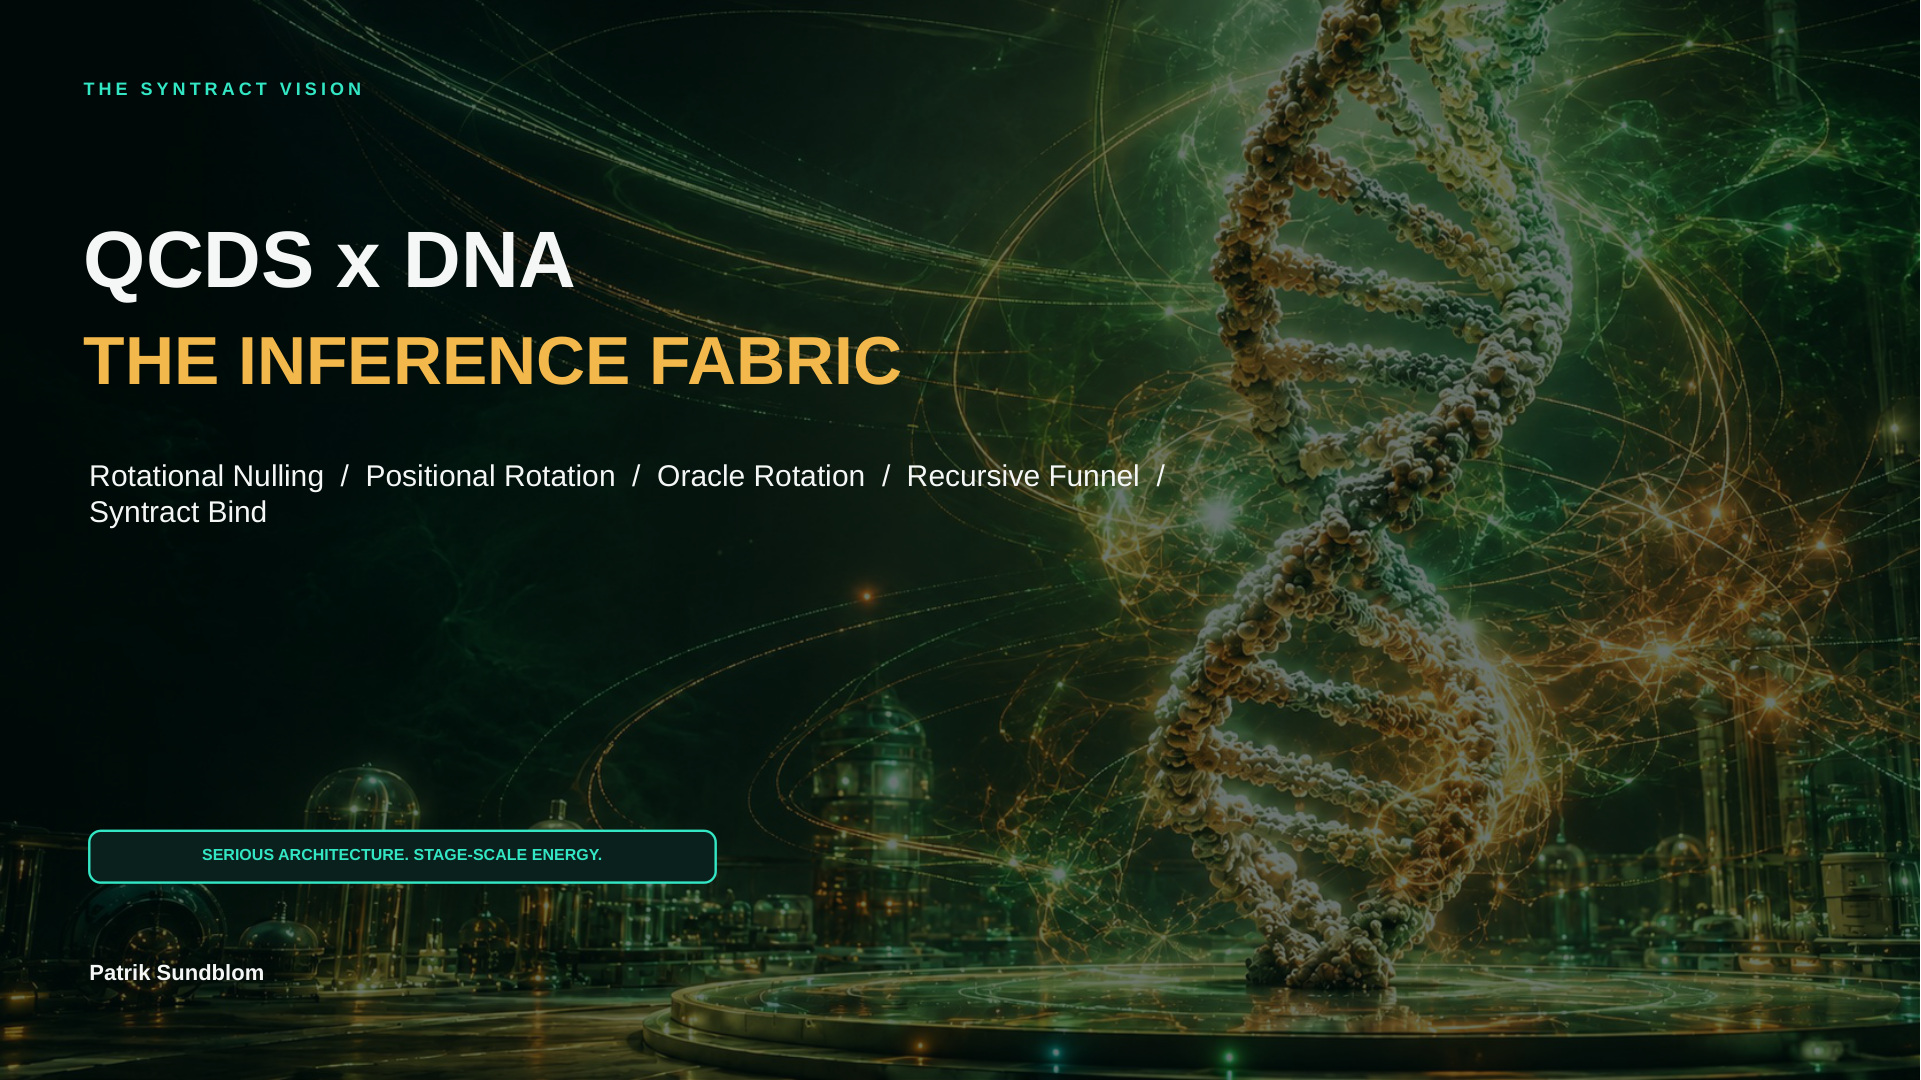 THE SYNTRACT VISION
QCDS x DNA
THE INFERENCE FABRIC
Rotational Nulling / Positional Rotation / Oracle Rotation / Recursive Funnel /
Syntract Bind
SERIOUS ARCHITECTURE. STAGE-SCALE ENERGY.
Patrik Sundblom